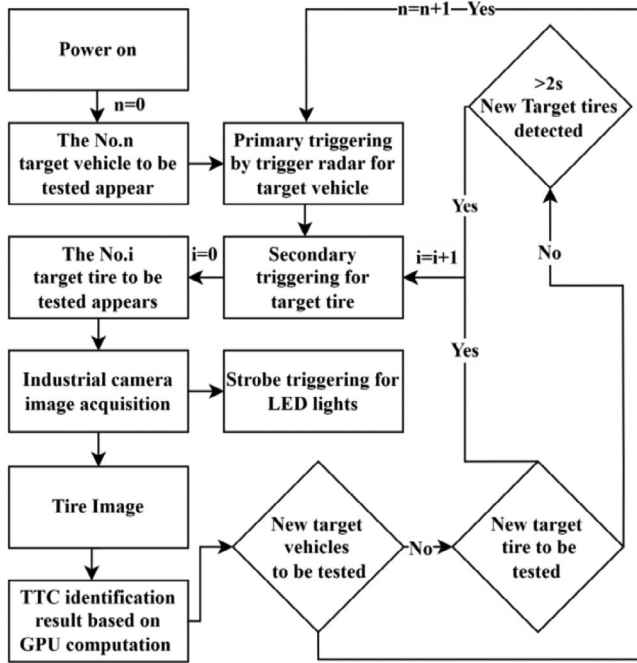 n=n+1
Yes
Power on
>2s
New Target tires
detected
n=0
The No.n
target vehicle to be
tested appear
Primary triggering
by trigger radar for
target vehicle
Yes
The No.i
target tire to be
tested appears
i=0
Secondary
triggering for
target tire
i=i+1
No
Yes
Industrial camera
image acquisition
Strobe triggering for
LED lights
Tire Image
New target
vehicles
to be tested
No
New target
tire to be
tested
TTC identification
result based on
GPU computation